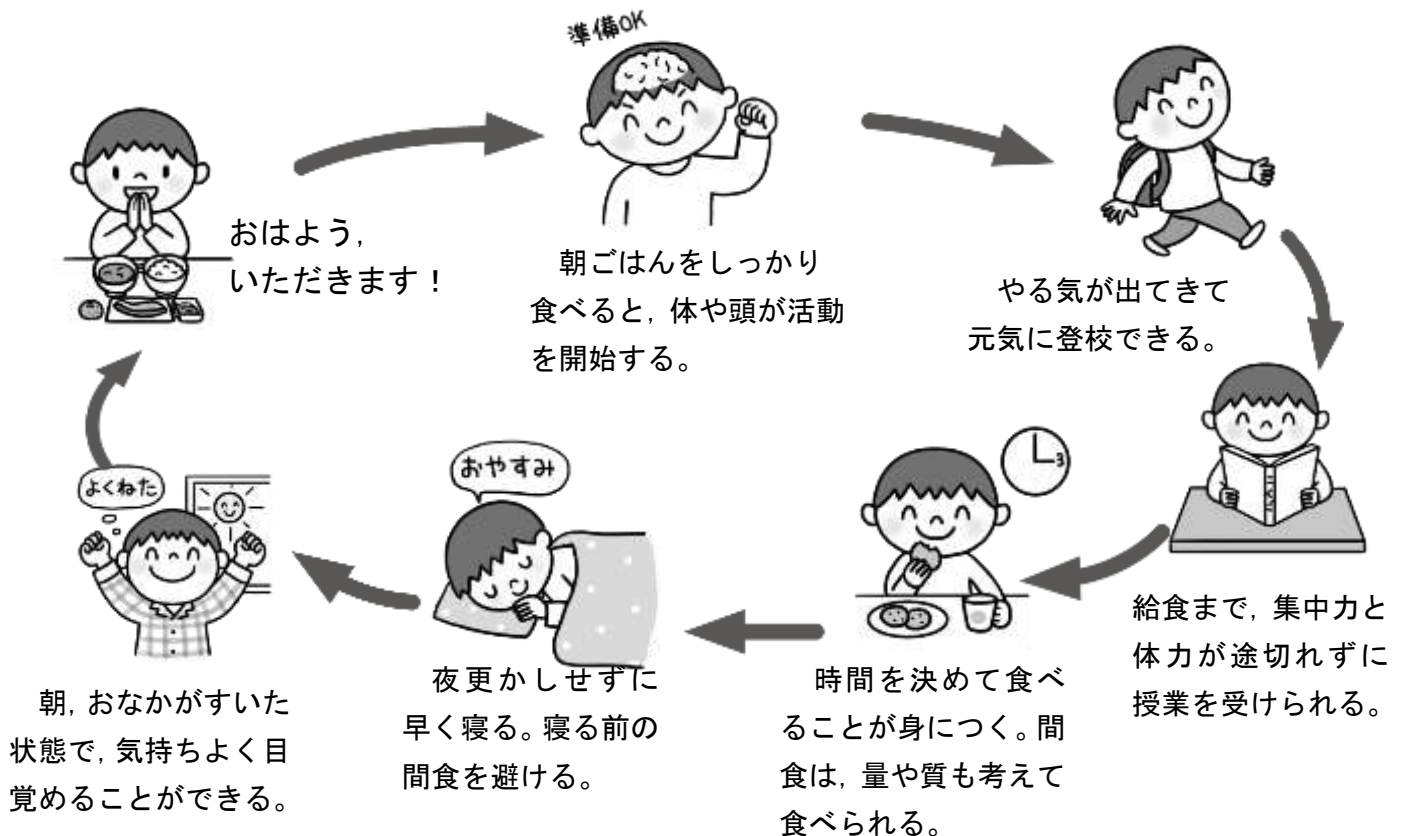 準備OK
おはよう,
いただきます！
朝ごはんをしっかり
食べると, 体や頭が活動
を開始する。
やる気が出てきて
元気に登校できる。
給食まで, 集中力と
体力が途切れずに
授業を受けられる。
3
時間を決めて食べ
ることが身につく。間
食は, 量や質も考えて
食べられる。
おやすみ
夜更かしせずに
早く寝る。寝る前の
間食を避ける。
よくねた
朝, おなかがすいた
状態で, 気持ちよく目
覚めることができる。